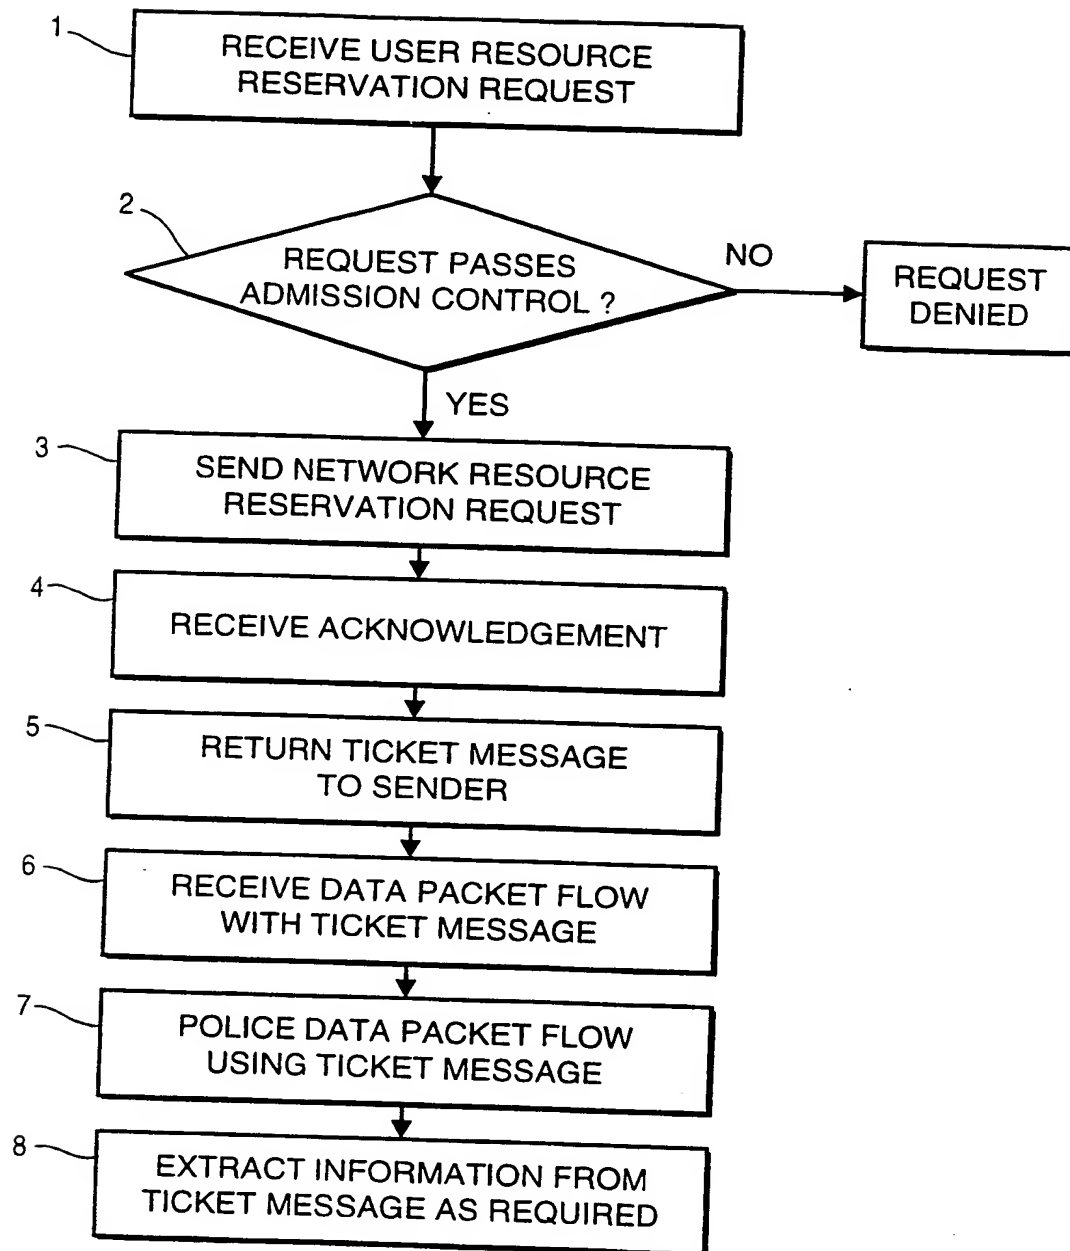 1
RECEIVE USER RESOURCE
RESERVATION REQUEST
2
REQUEST PASSES
ADMISSION CONTROL ?
NO
REQUEST
DENIED
YES
3
SEND NETWORK RESOURCE
RESERVATION REQUEST
4
RECEIVE ACKNOWLEDGEMENT
5
RETURN TICKET MESSAGE
TO SENDER
6
RECEIVE DATA PACKET FLOW
WITH TICKET MESSAGE
7
POLICE DATA PACKET FLOW
USING TICKET MESSAGE
8
EXTRACT INFORMATION FROM
TICKET MESSAGE AS REQUIRED